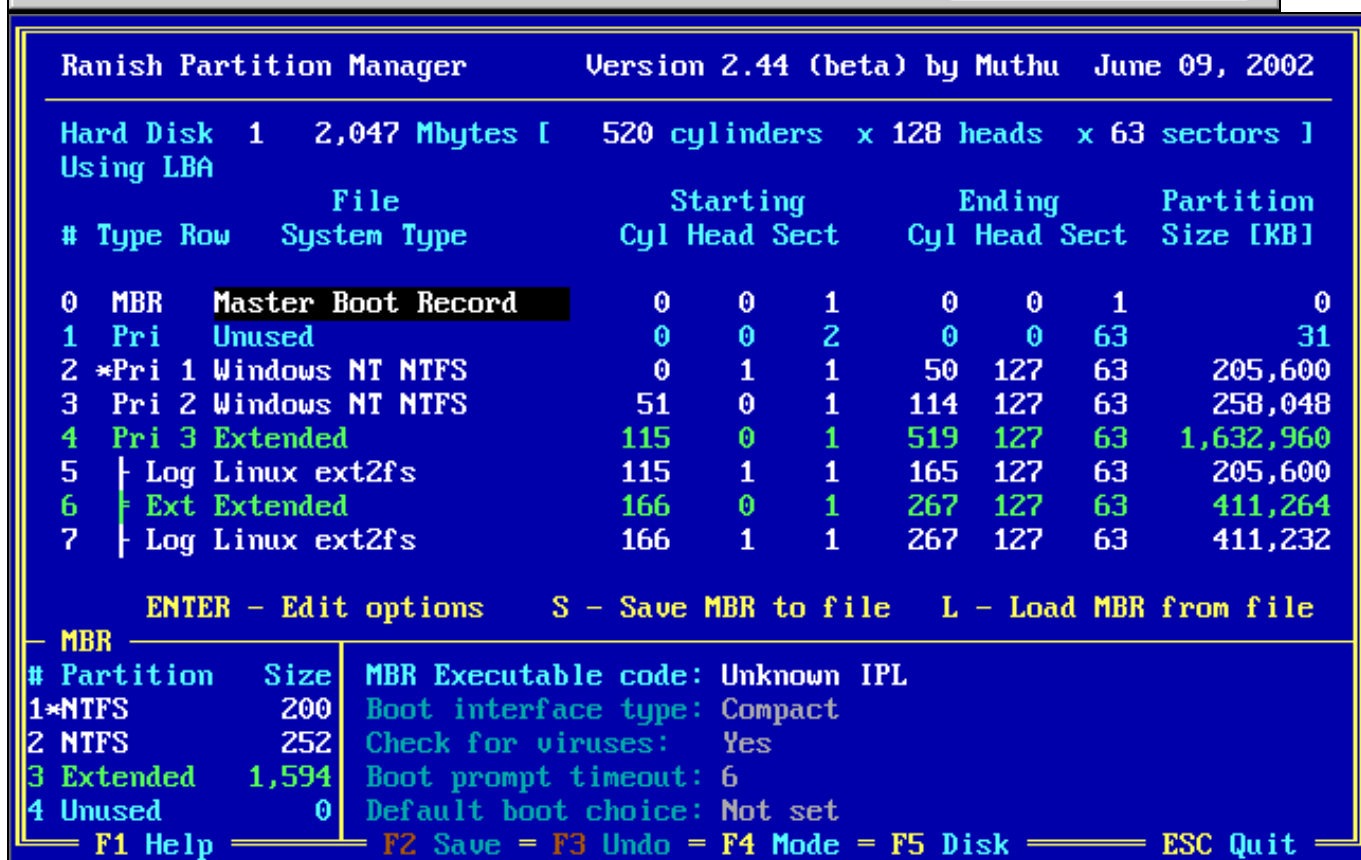 Ranish Partition Manager Version 2.44 (beta) by Muthu June 09, 2002
Hard Disk 1 2,047 Mbytes [ 520 cylinders x 128 heads x 63 sectors ]
Using LBA
File Starting Ending Partition
# Type Row System Type Cyl Head Sect Cyl Head Sect Size [KB]
0 MBR Master Boot Record 0 0 1 0 0 1 0
1 Pri Unused 0 0 2 0 0 63 31
2 *Pri 1 Windows NT NTFS 0 1 1 50 127 63 205,600
3 Pri 2 Windows NT NTFS 51 0 1 114 127 63 258,048
4 Pri 3 Extended 115 0 1 519 127 63 1,632,960
5 ├ Log Linux ext2fs 115 1 1 165 127 63 205,600
6 ╞ Ext Extended 166 0 1 267 127 63 411,264
7 ├ Log Linux ext2fs 166 1 1 267 127 63 411,232
ENTER - Edit options S - Save MBR to file L - Load MBR from file
MBR
# Partition Size MBR Executable code: Unknown IPL
1*NTFS 200 Boot interface type: Compact
2 NTFS 252 Check for viruses: Yes
3 Extended 1,594 Boot prompt timeout: 6
4 Unused 0 Default boot choice: Not set
F1 Help F2 Save = F3 Undo = F4 Mode = F5 Disk ESC Quit